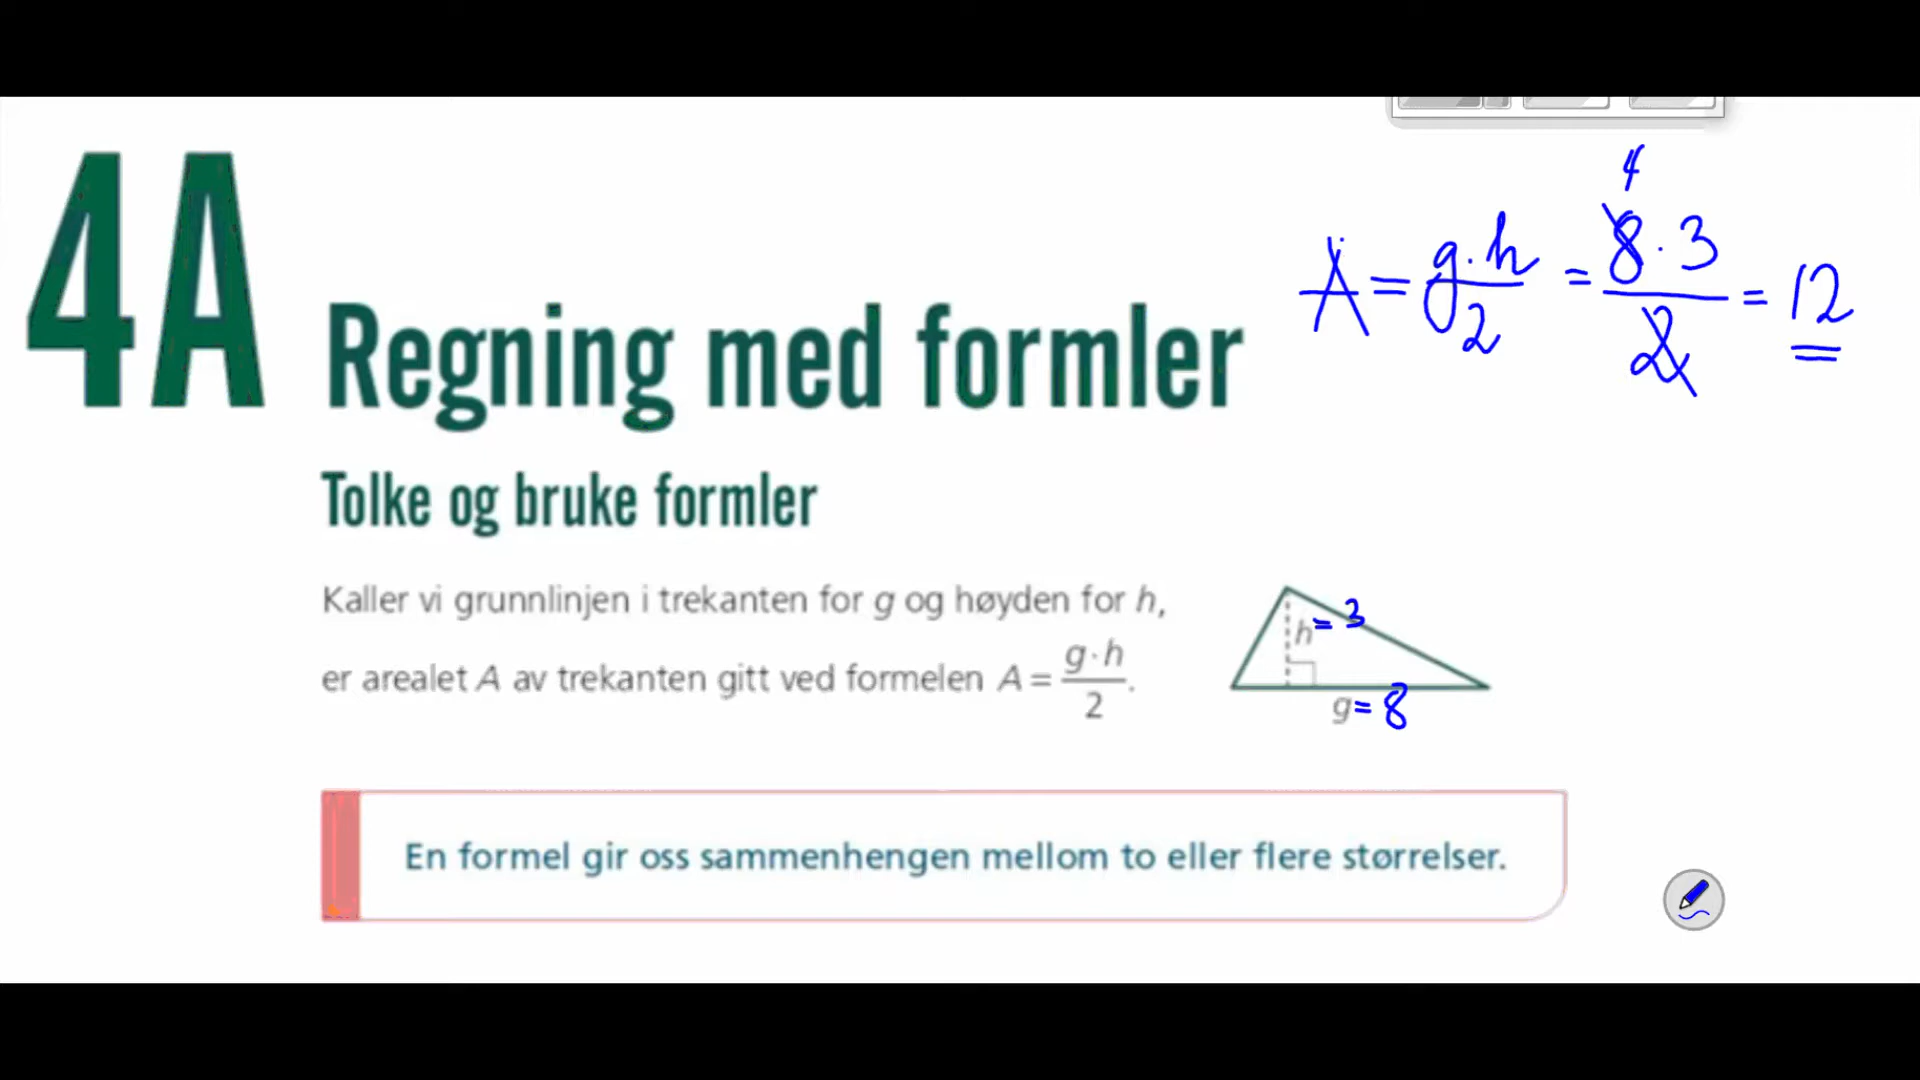 4A Regning med formler
Tolke og bruke formler
Kaller vi grunnlinjen i trekanten for g og høyden for h,
er arealet A av trekanten gitt ved formelen A = g·h/2.
h = 3
g = 8
A = g·h/2 = 8·3/2 = 12
4
En formel gir oss sammenhengen mellom to eller flere størrelser.